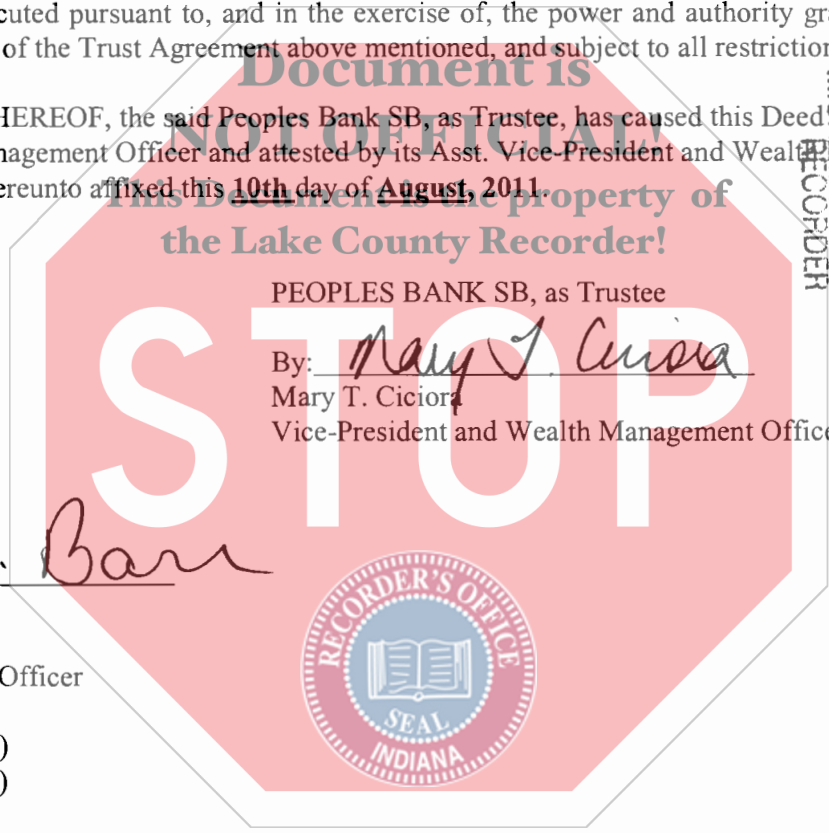 cuted pursuant to, and in the exercise of, the power and authority gr
of the Trust Agreement above mentioned, and subject to all restriction
Document is
HEREOF, the said Peoples Bank SB, as Trustee, has caused this Deed
NOT OFFICIAL!
nagement Officer and attested by its Asst. Vice-President and Wealth
ereunto affixed this 10th day of August, 2011.
This Document is the property of
the Lake County Recorder!
RECORDER
PEOPLES BANK SB, as Trustee
By: Mary T. Ciciora
Mary T. Ciciora
Vice-President and Wealth Management Office
STOP
Barr
RECORDER'S OFFICE
SEAL
INDIANA
Officer
)
)